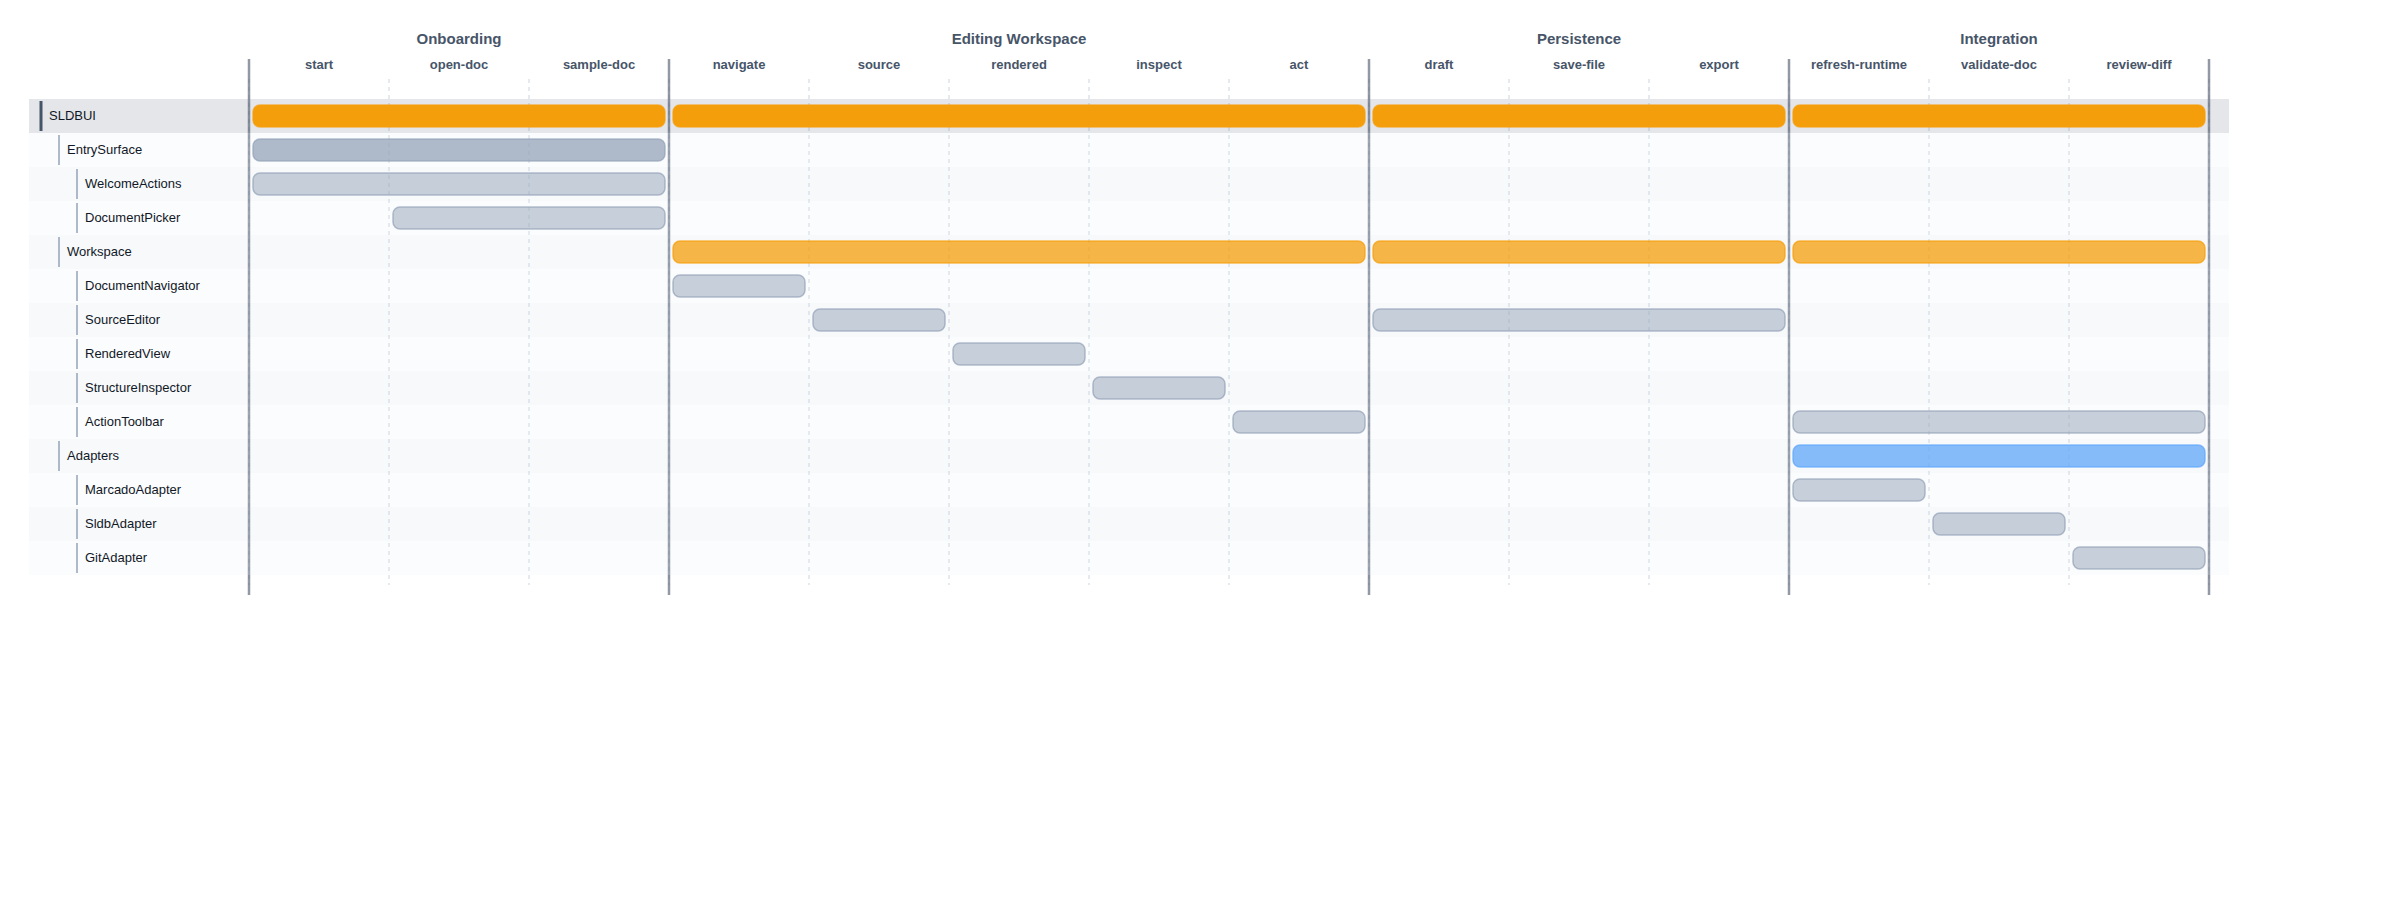 Onboarding Editing Workspace Persistence Integration
start open-doc sample-doc navigate source rendered inspect act draft save-file export refresh-runtime validate-doc review-diff
SLDBUI
EntrySurface
WelcomeActions
DocumentPicker
Workspace
DocumentNavigator
SourceEditor
RenderedView
StructureInspector
ActionToolbar
Adapters
MarcadoAdapter
SldbAdapter
GitAdapter